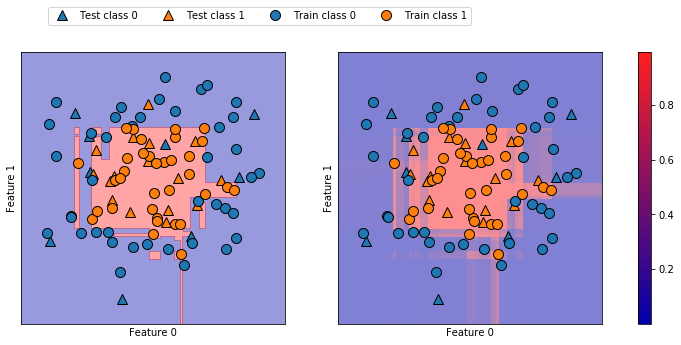 Test class 0 Test class 1 Train class 0 Train class 1
Feature 1
Feature 0
Feature 1
Feature 0
0.8
0.6
0.4
0.2